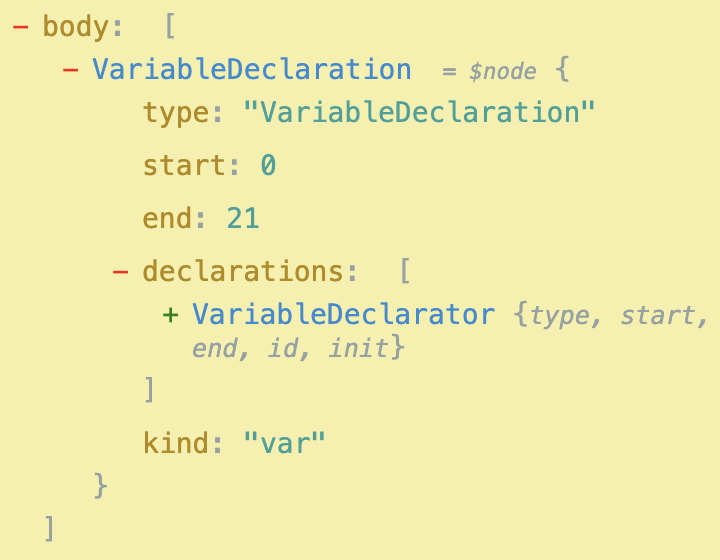 − body: [
− VariableDeclaration = $node {
type: "VariableDeclaration"
start: 0
end: 21
− declarations: [
+ VariableDeclarator {type, start,
end, id, init}
]
kind: "var"
}
]